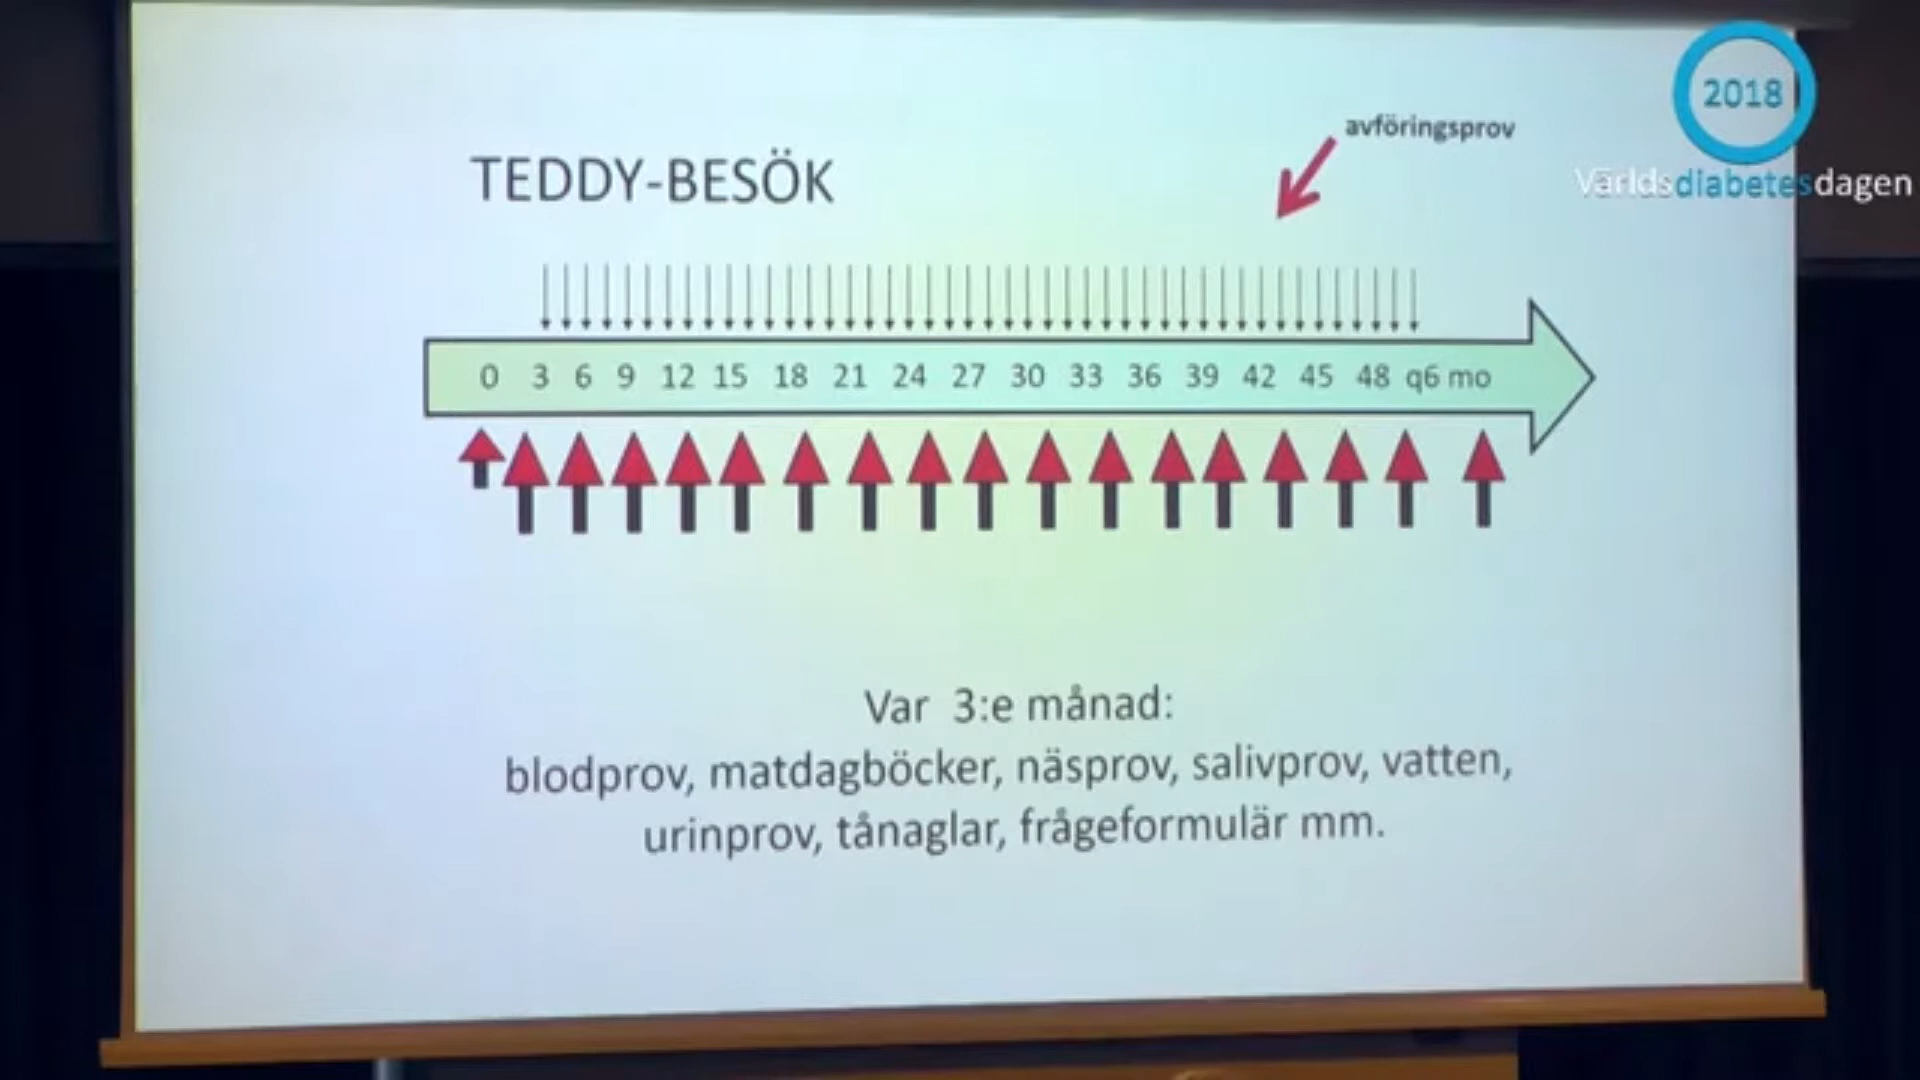 2018
Världsdiabetesdagen
avföringsprov
TEDDY-BESÖK
0 3 6 9 12 15 18 21 24 27 30 33 36 39 42 45 48 q6 mo
Var 3:e månad:
blodprov, matdagböcker, näsprov, salivprov, vatten,
urinprov, tånaglar, frågeformulär mm.